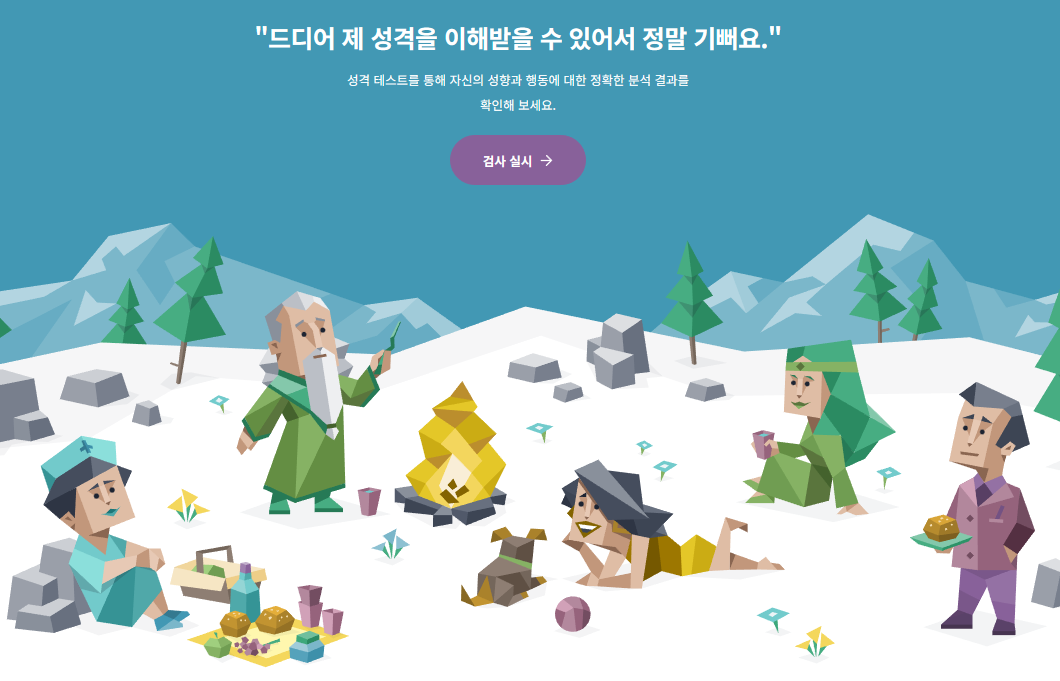 "드디어 제 성격을 이해받을 수 있어서 정말 기뻐요."
성격 테스트를 통해 자신의 성향과 행동에 대한 정확한 분석 결과를
확인해 보세요.
검사 실시 →